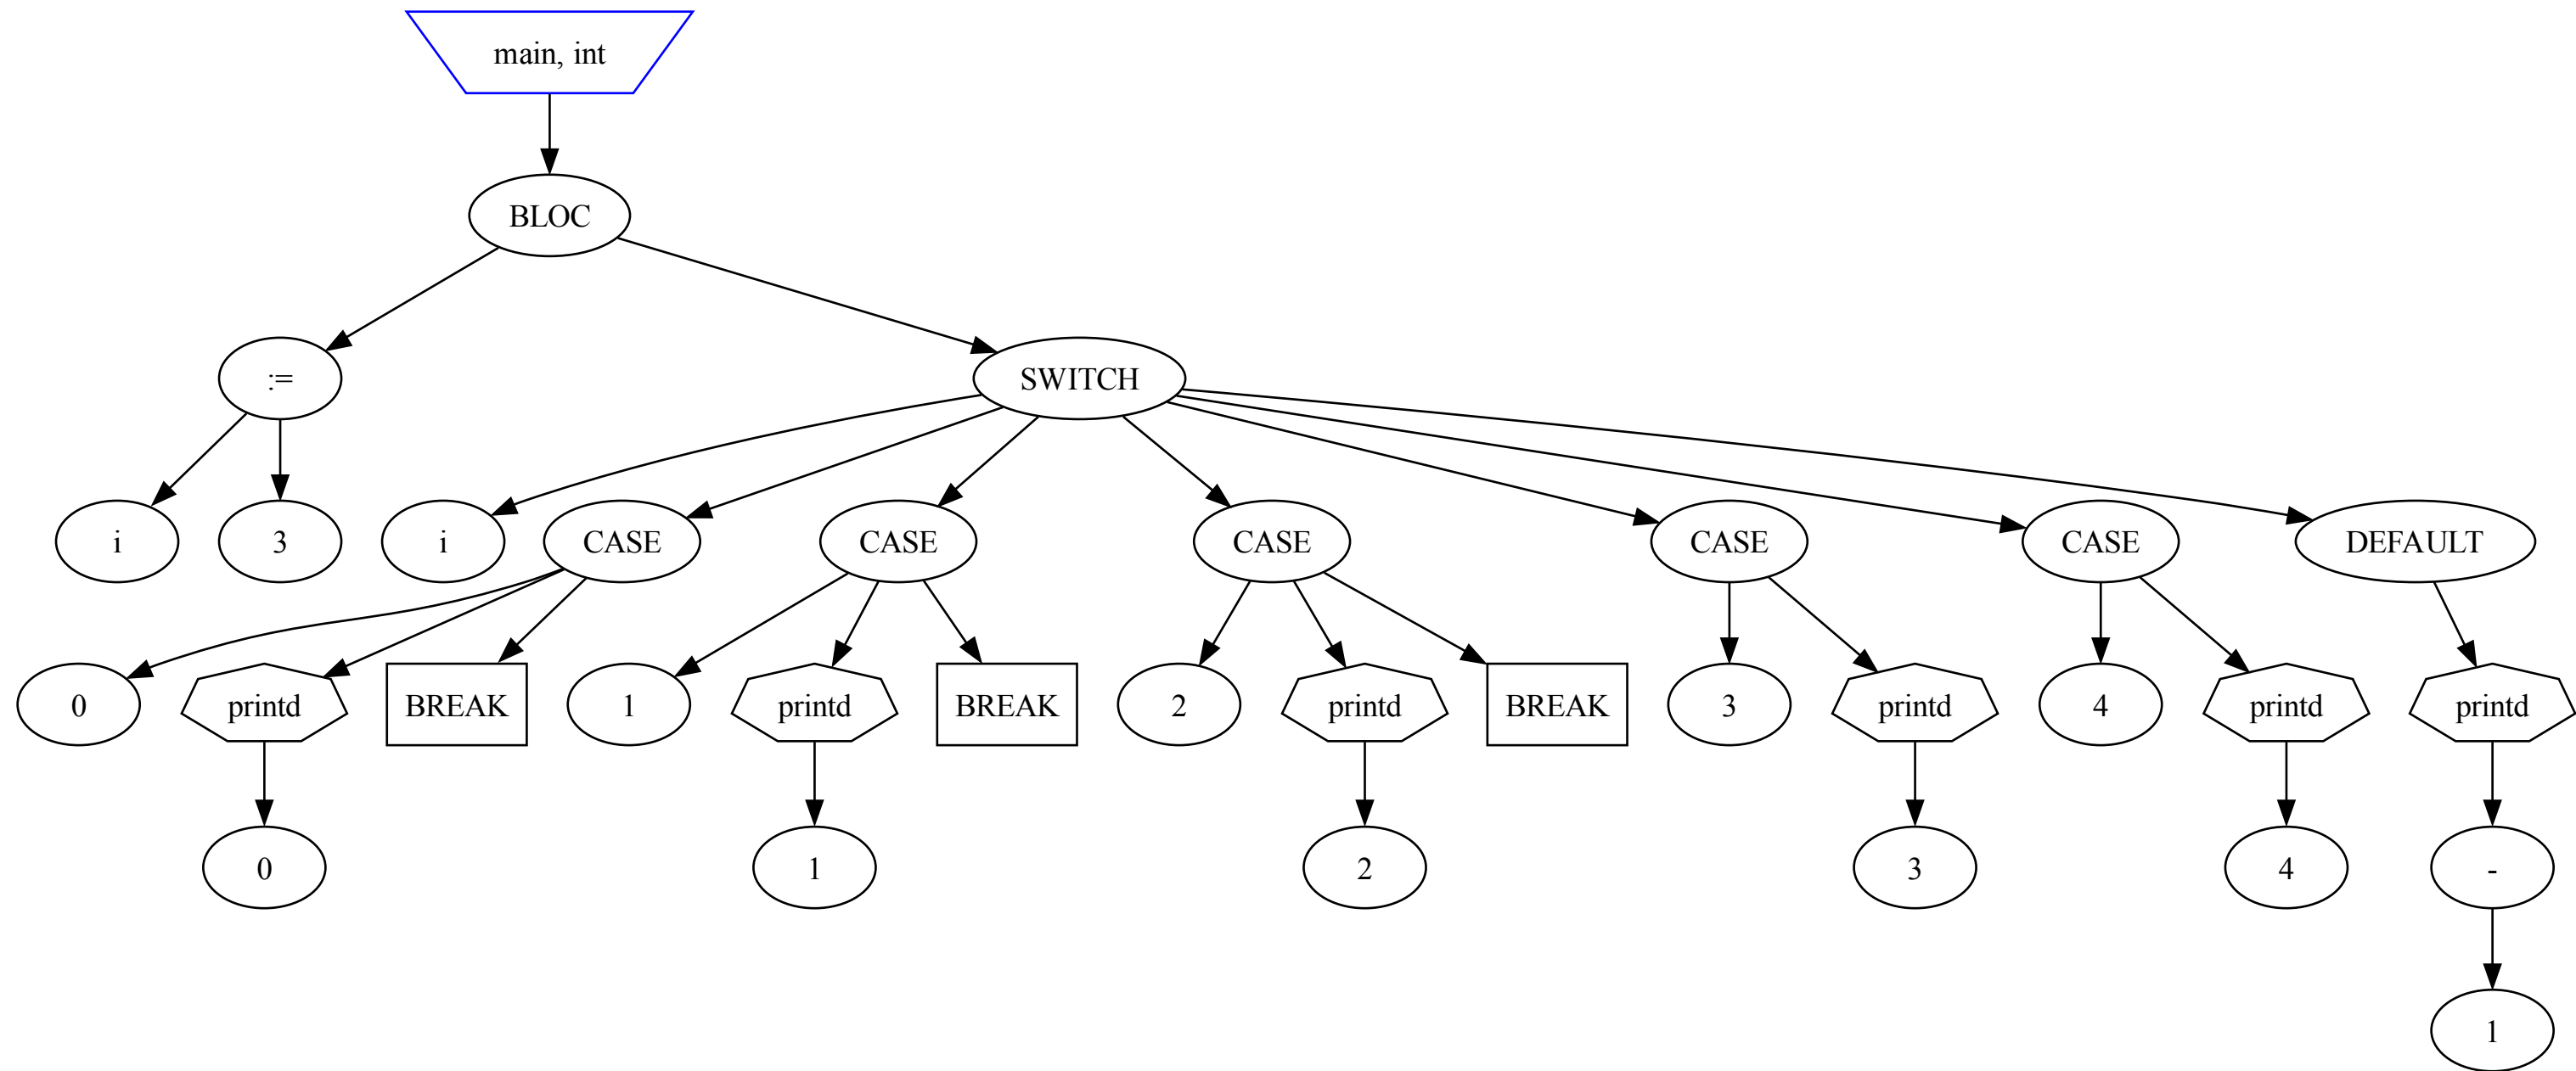 main, int
BLOC
:=
SWITCH
i
3
i
CASE
CASE
CASE
CASE
CASE
DEFAULT
0
printd
BREAK
1
printd
BREAK
2
printd
BREAK
3
printd
4
printd
printd
0
1
2
3
4
-
1